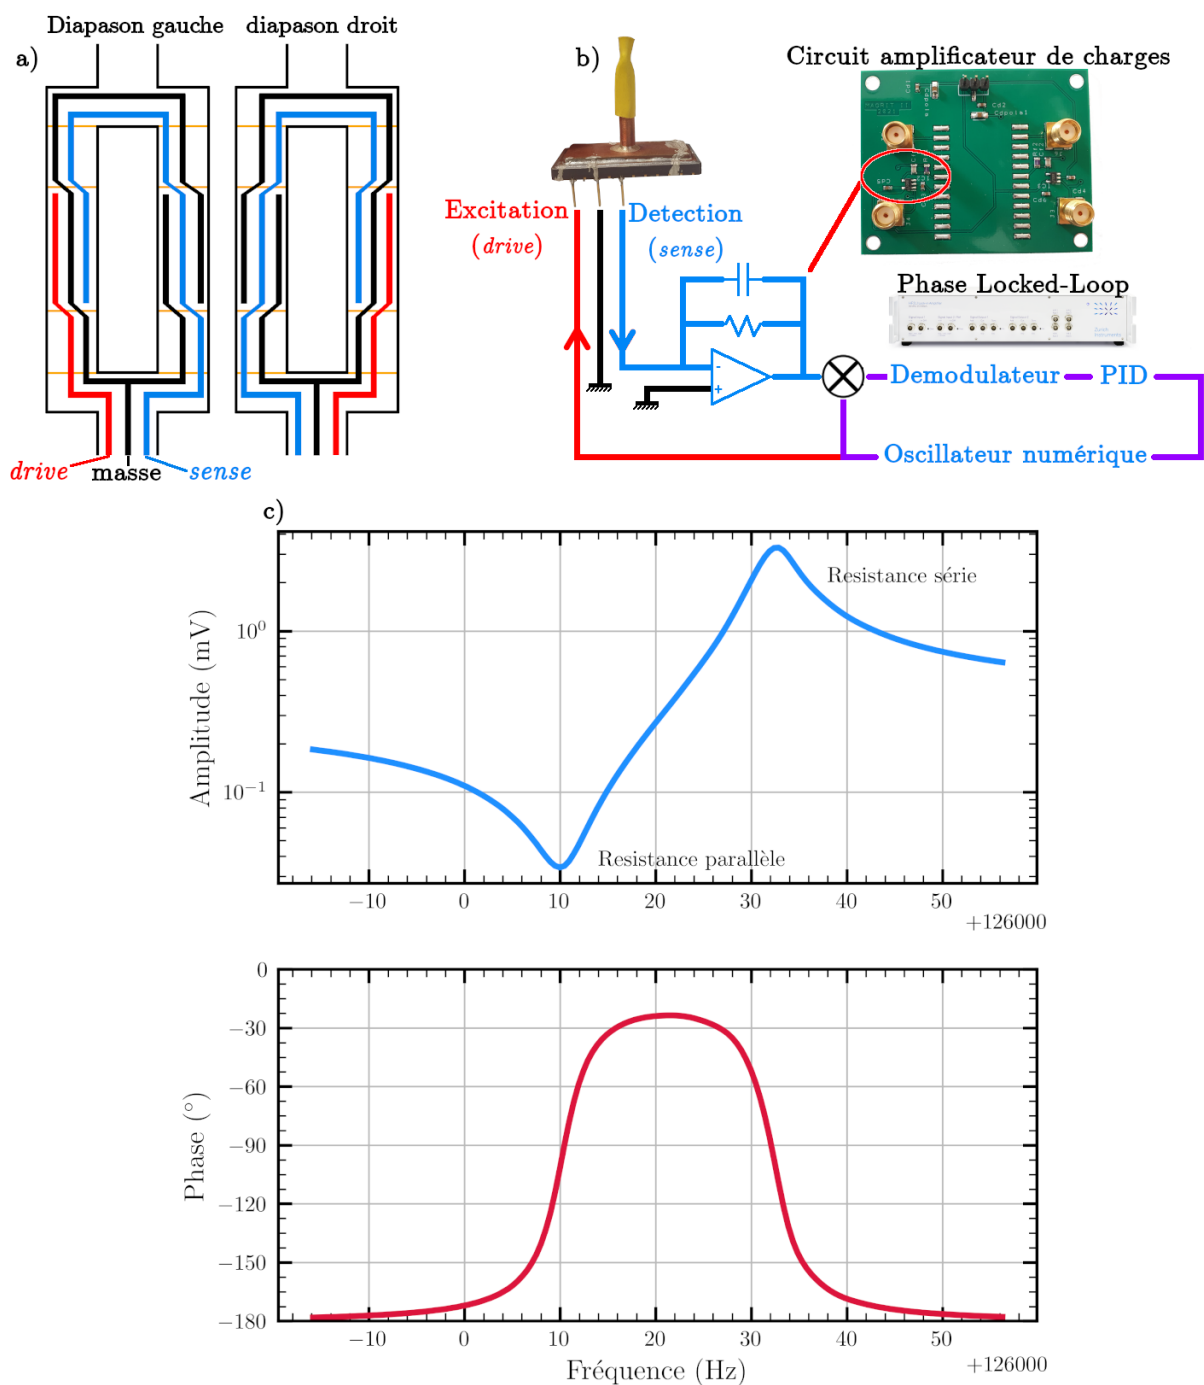 Diapason gauche
diapason droit
a)
drive
masse
sense
b)
Circuit amplificateur de charges
Excitation
(drive)
Detection
(sense)
-
+
Phase Locked-Loop
Demodulateur
PID
Oscillateur numérique
c)
Amplitude (mV)
10⁰
10⁻¹
Resistance série
Resistance parallèle
−10
0
10
20
30
40
50
+126000
Phase (°)
0
−30
−60
−90
−120
−150
−180
−10
0
10
20
30
40
50
+126000
Fréquence (Hz)